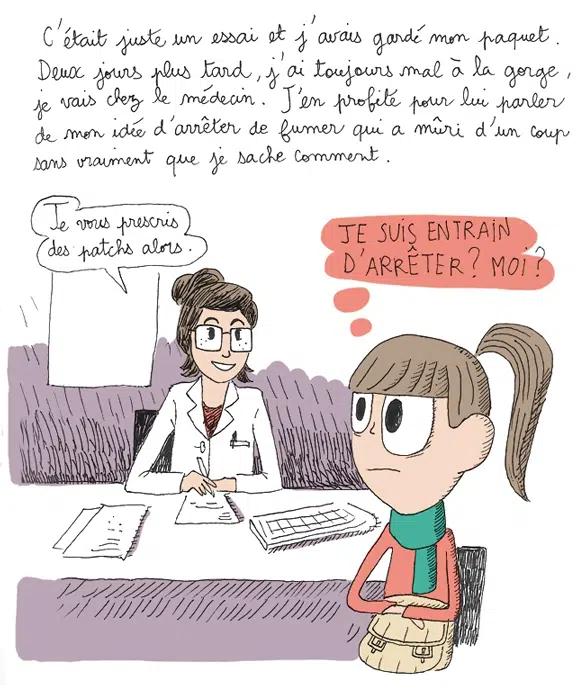 C'était juste un essai et j'avais gardé mon paquet.
Deux jours plus tard, j'ai toujours mal à la gorge,
je vais chez le médecin. J'en profite pour lui parler
de mon idée d'arrêter de fumer qui a mûri d'un coup
sans vraiment que je sache comment.
Je vous prescris
des patchs alors.
JE SUIS ENTRAIN
D'ARRÊTER? MOI?